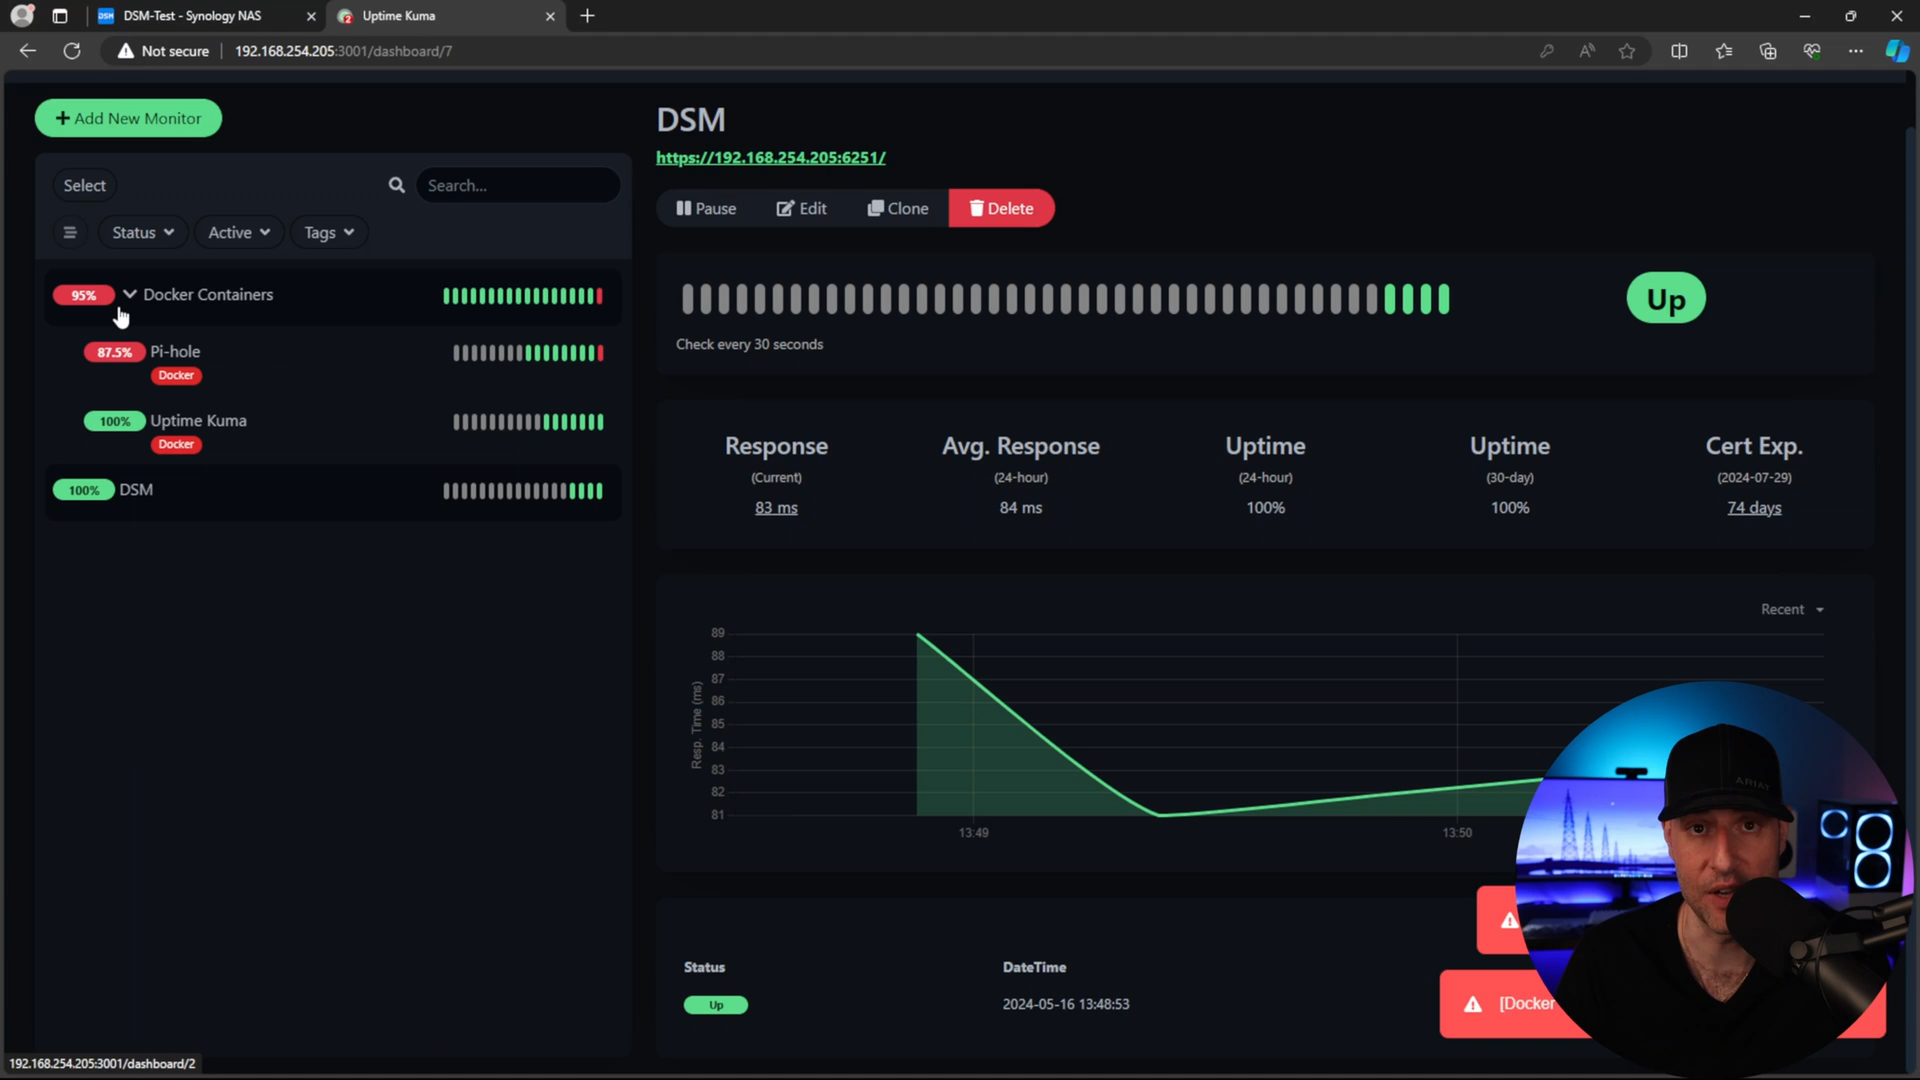 DSM-Test - Synology NAS
Uptime Kuma
Not secure
192.168.254.205:3001/dashboard/7
Add New Monitor
Select
Search...
Status
Active
Tags
95%
Docker Containers
87.5%
Pi-hole
Docker
100%
Uptime Kuma
Docker
100%
DSM
DSM
https://192.168.254.205:6251/
Pause
Edit
Clone
Delete
Up
Check every 30 seconds
Response
(Current)
83 ms
Avg. Response
(24-hour)
84 ms
Uptime
(24-hour)
100%
Uptime
(30-day)
100%
Cert Exp.
(2024-07-29)
74 days
Recent
Resp. Time (ms)
89
88
87
86
85
84
83
82
81
13:49
13:50
Status
DateTime
Up
2024-05-16 13:48:53
[Docker
ARIAT
192.168.254.205:3001/dashboard/2